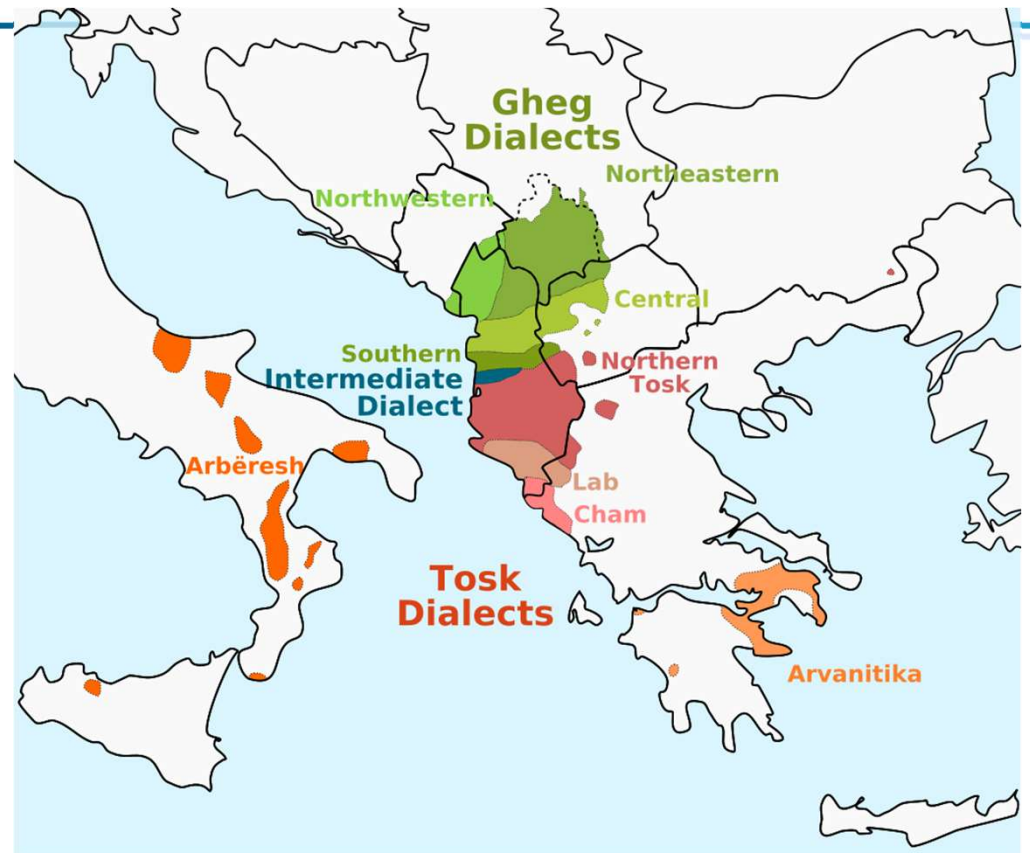 Gheg
Dialects
Northeastern
Northwestern
Central
Southern
Intermediate
Dialect
Northern
Tosk
Arbëresh
Lab
Cham
Tosk
Dialects
Arvanitika